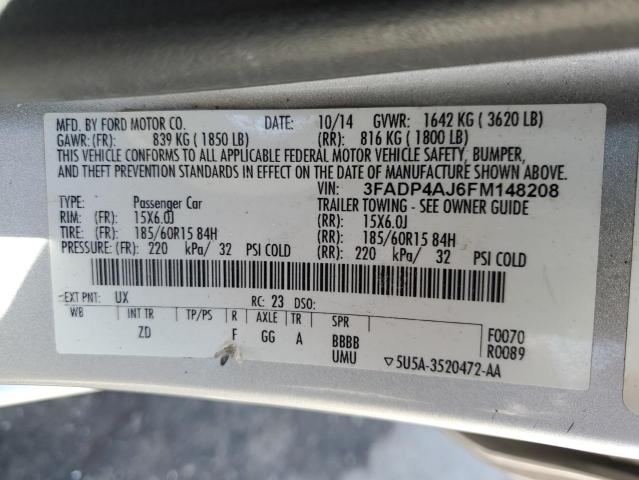 MFD. BY FORD MOTOR CO. DATE: 10/14 GVWR: 1642 KG ( 3620 LB)
GAWR: (FR): 839 KG ( 1850 LB) (RR): 816 KG ( 1800 LB)
THIS VEHICLE CONFORMS TO ALL APPLICABLE FEDERAL MOTOR VEHICLE SAFETY, BUMPER,
AND THEFT PREVENTION STANDARDS IN EFFECT ON THE DATE OF MANUFACTURE SHOWN ABOVE.
VIN: 3FADP4AJ6FM148208
TYPE: Passenger Car TRAILER TOWING - SEE OWNER GUIDE
RIM: (FR): 15X6.0J (RR): 15X6.0J
TIRE: (FR): 185/60R15 84H (RR): 185/60R15 84H
PRESSURE: (FR): 220 kPa/ 32 PSI COLD (RR): 220 kPa/ 32 PSI COLD
EXT PNT: UX RC: 23 DSO:
WB INT TR TP/PS R AXLE TR SPR
ZD F GG A BBBB F0070
UMU R0089
▽5U5A-3520472-AA